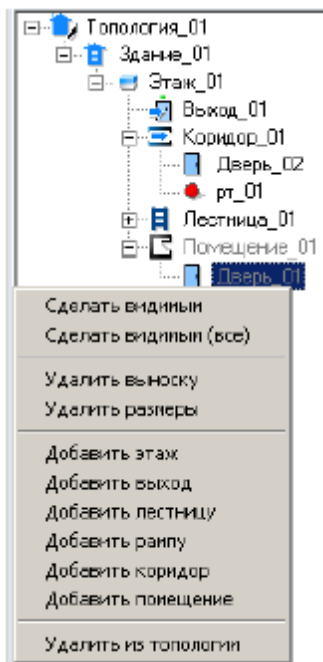 Топология_01
Здание_01
Этаж_01
Выход_01
Коридор_01
Дверь_02
рт_01
Лестница_01
Помещение_01
Дверь_01
Сделать видимым
Сделать видимым (все)
Удалить выноску
Удалить размеры
Добавить этаж
Добавить выход
Добавить лестницу
Добавить рампу
Добавить коридор
Добавить помещение
Удалить из топологии